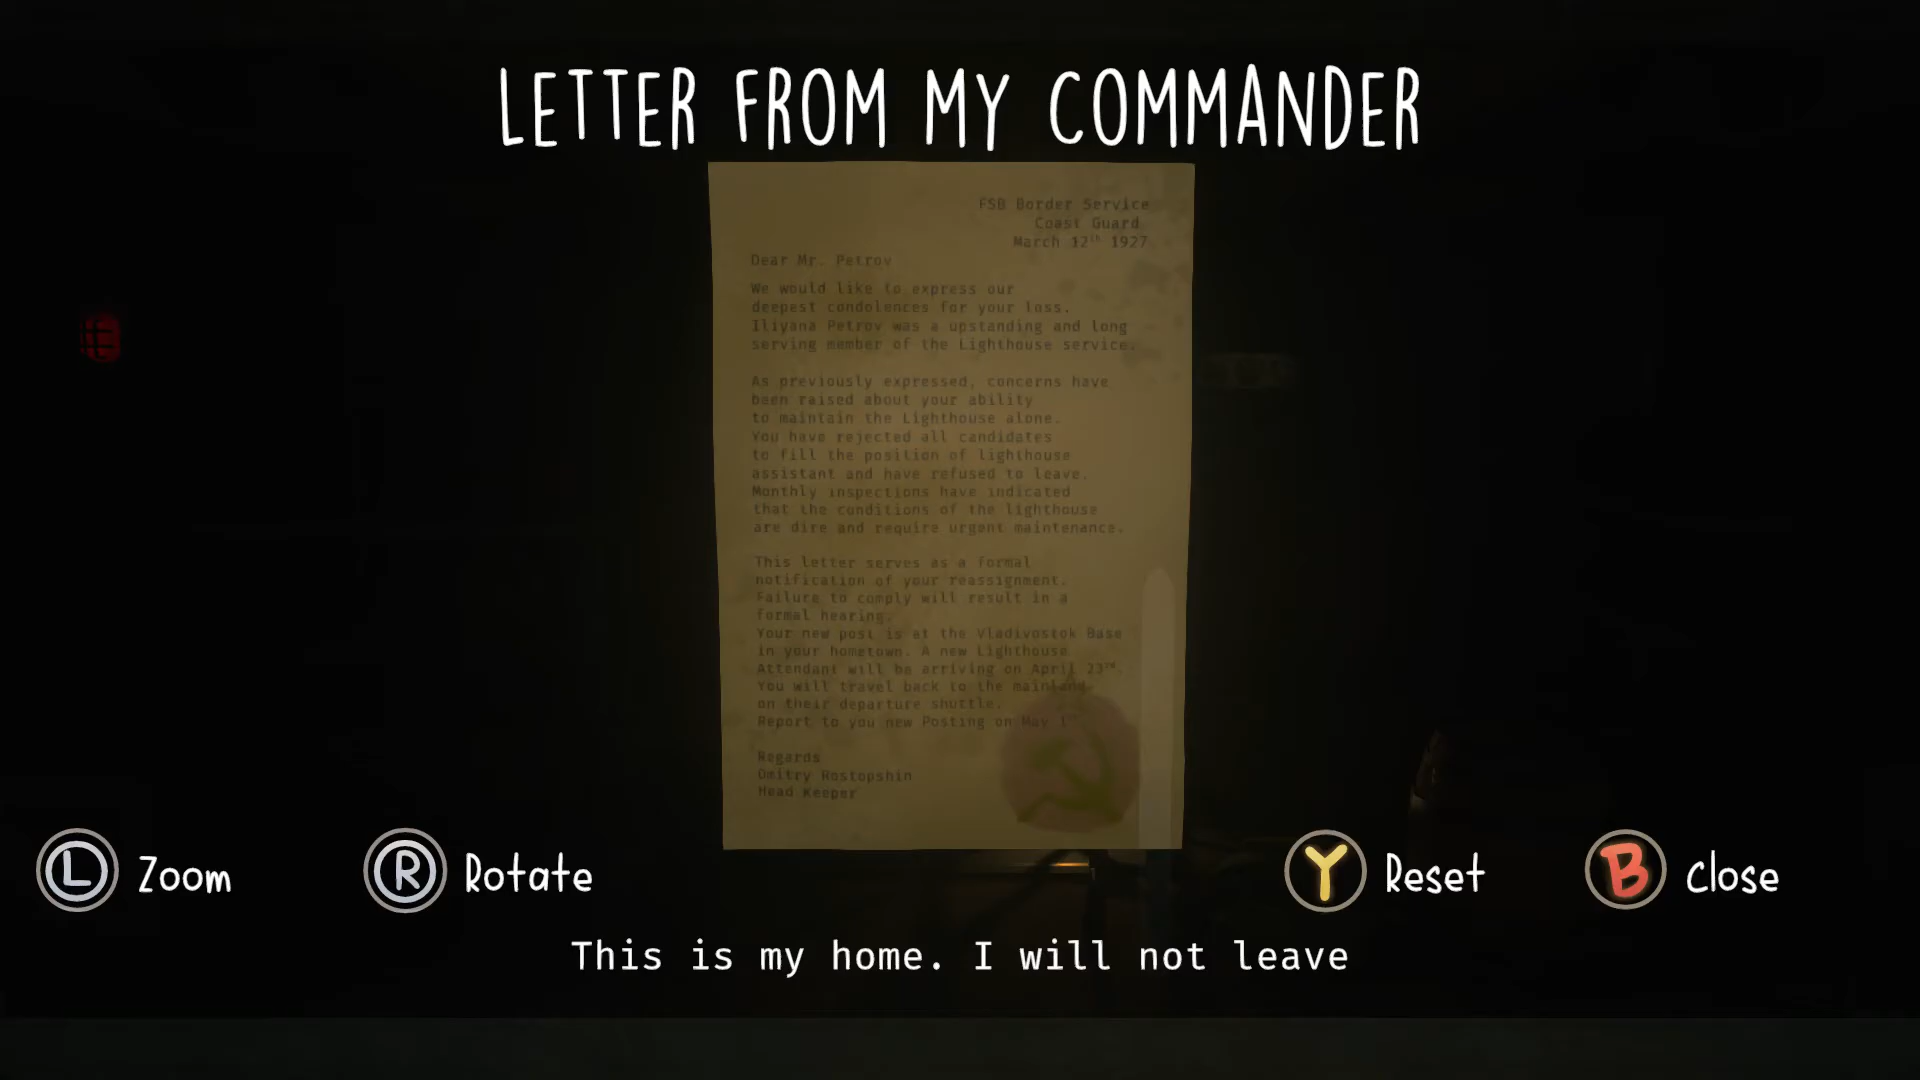 LETTER FROM MY COMMANDER
FSB Border Service
Coast Guard
March 12th 1927
Dear Mr. Petrov
We would like to express our
deepest condolences for your loss.
Iliyana Petrov was a upstanding and long
serving member of the Lighthouse service.
As previously expressed, concerns have
been raised about your ability
to maintain the Lighthouse alone.
You have rejected all candidates
to fill the position of lighthouse
assistant and have refused to leave.
Monthly inspections have indicated
that the conditions of the lighthouse
are dire and require urgent maintenance.
This letter serves as a formal
notification of your reassignment.
Failure to comply will result in a
formal hearing.
Your new post is at the Vladivostok Base
in your hometown. A new Lighthouse
Attendant will be arriving on April 23rd.
You will travel back to the mainland
on their departure shuttle.
Report to you new Posting on May
Regards
Dmitry Rostopshin
Head Keeper
L Zoom
R Rotate
Y Reset
B Close
This is my home. I will not leave